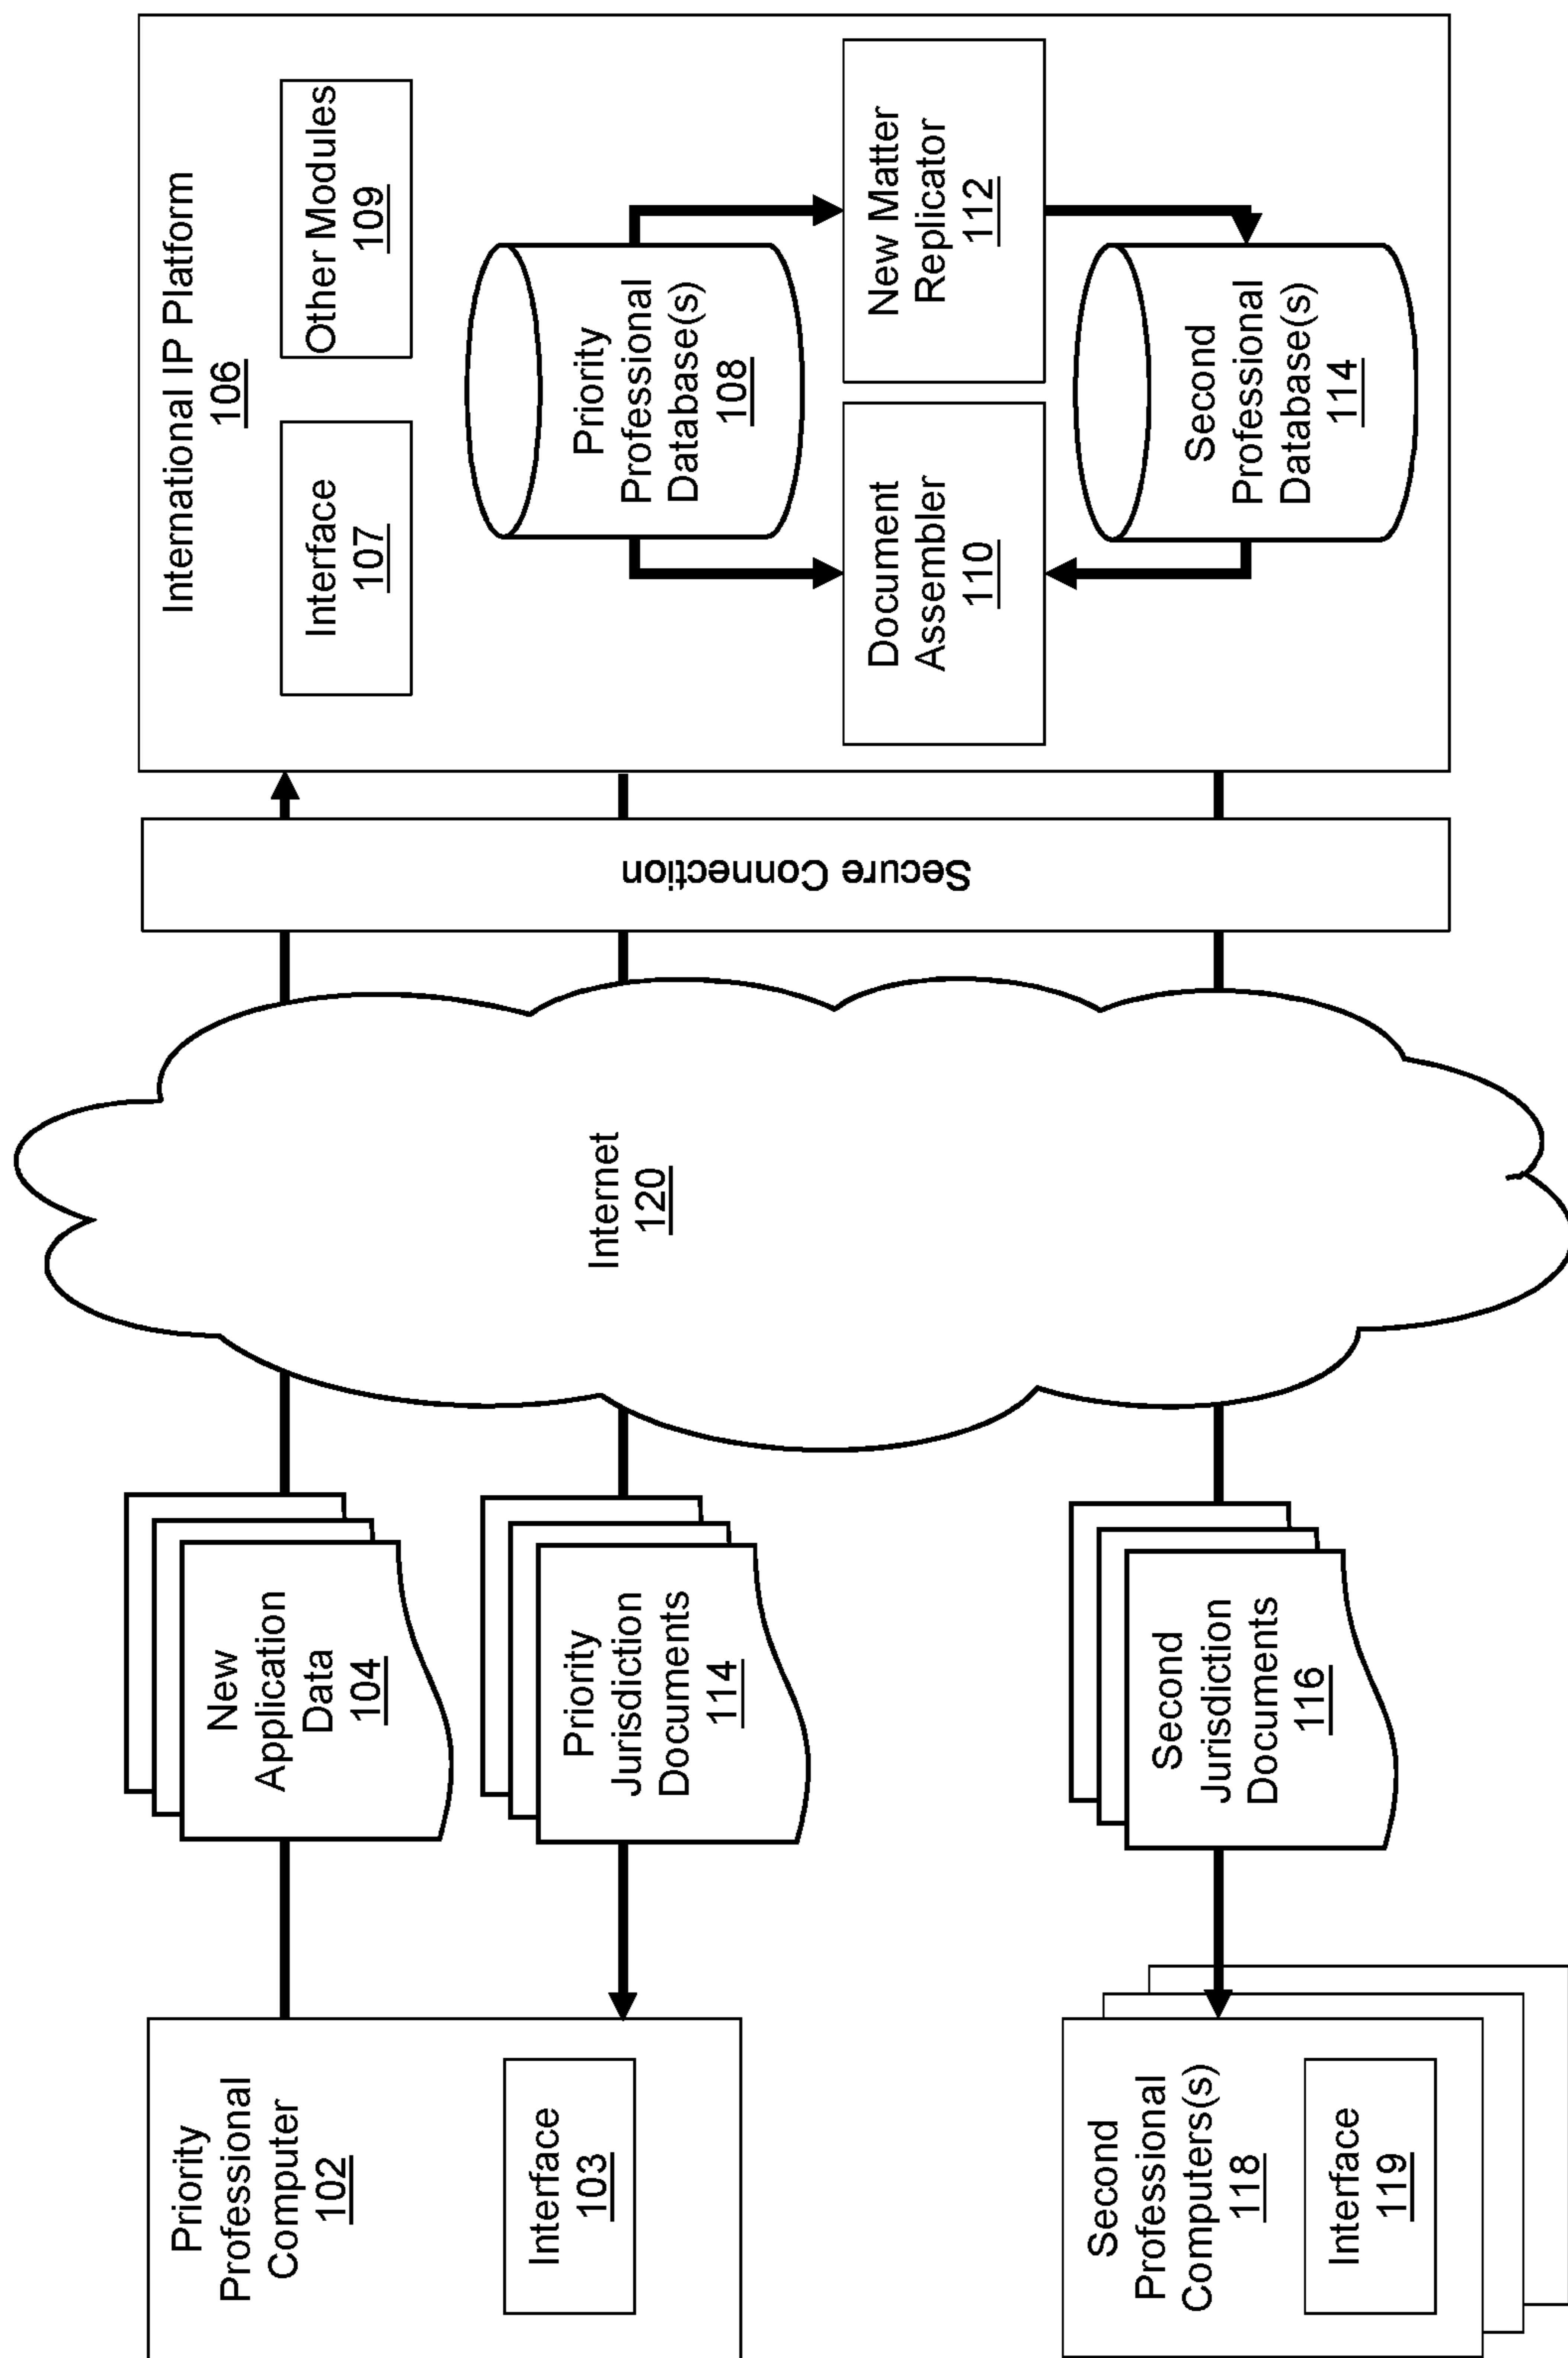 Priority
Professional
Computer
102
Interface
103
Second
Professional
Computers(s)
118
Interface
119
New
Application
Data
104
Priority
Jurisdiction
Documents
114
Second
Jurisdiction
Documents
116
Internet
120
Secure Connection
International IP Platform
106
Interface
107
Other Modules
109
Priority
Professional
Database(s)
108
Document
Assembler
110
New Matter
Replicator
112
Second
Professional
Database(s)
114